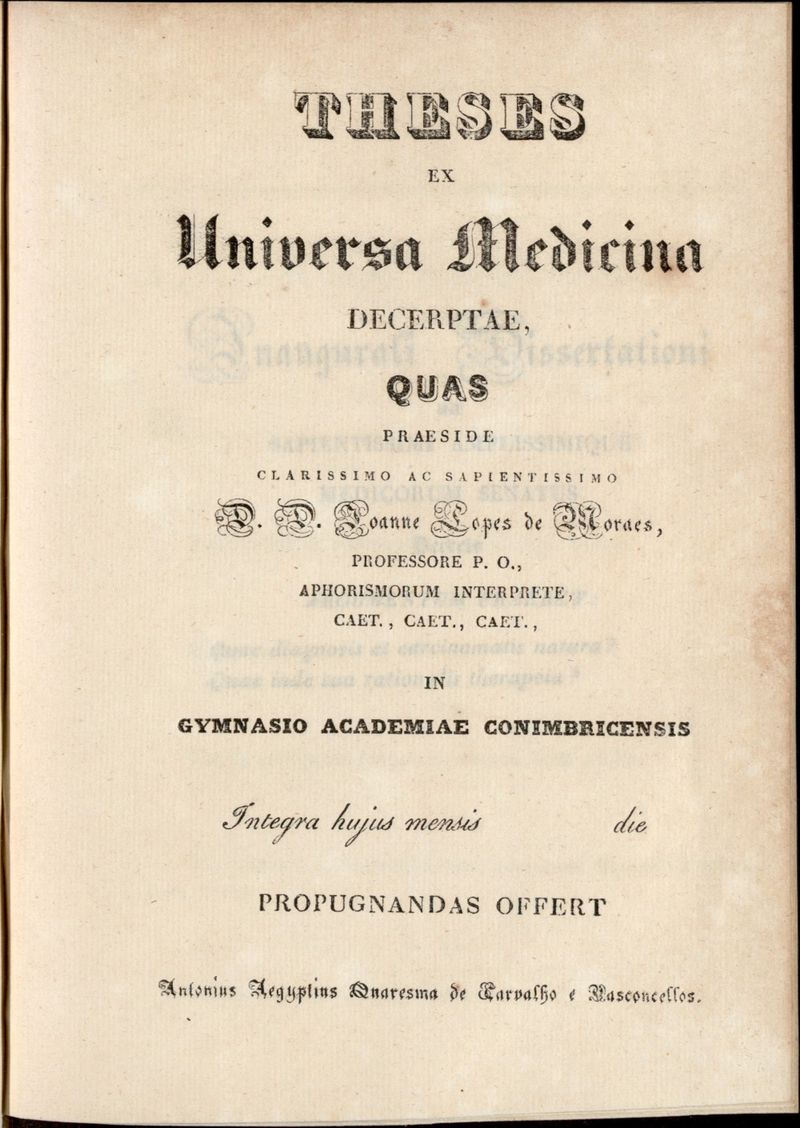 THESES
EX
Universa Medicina
DECERPTAE,
QUAS
PRAESIDE
CLARISSIMO AC SAPIENTISSIMO
D. D. Joanne Lopes de Moraes,
PROFESSORE P. O.,
APHORISMORUM INTERPRETE,
CAET., CAET., CAET.,
IN
GYMNASIO ACADEMIAE CONIMBRICENSIS
Integra hujus mensis die
PROPUGNANDAS OFFERT
Antonius Aegyptius Quaresma de Carvalho e Vasconcellos.